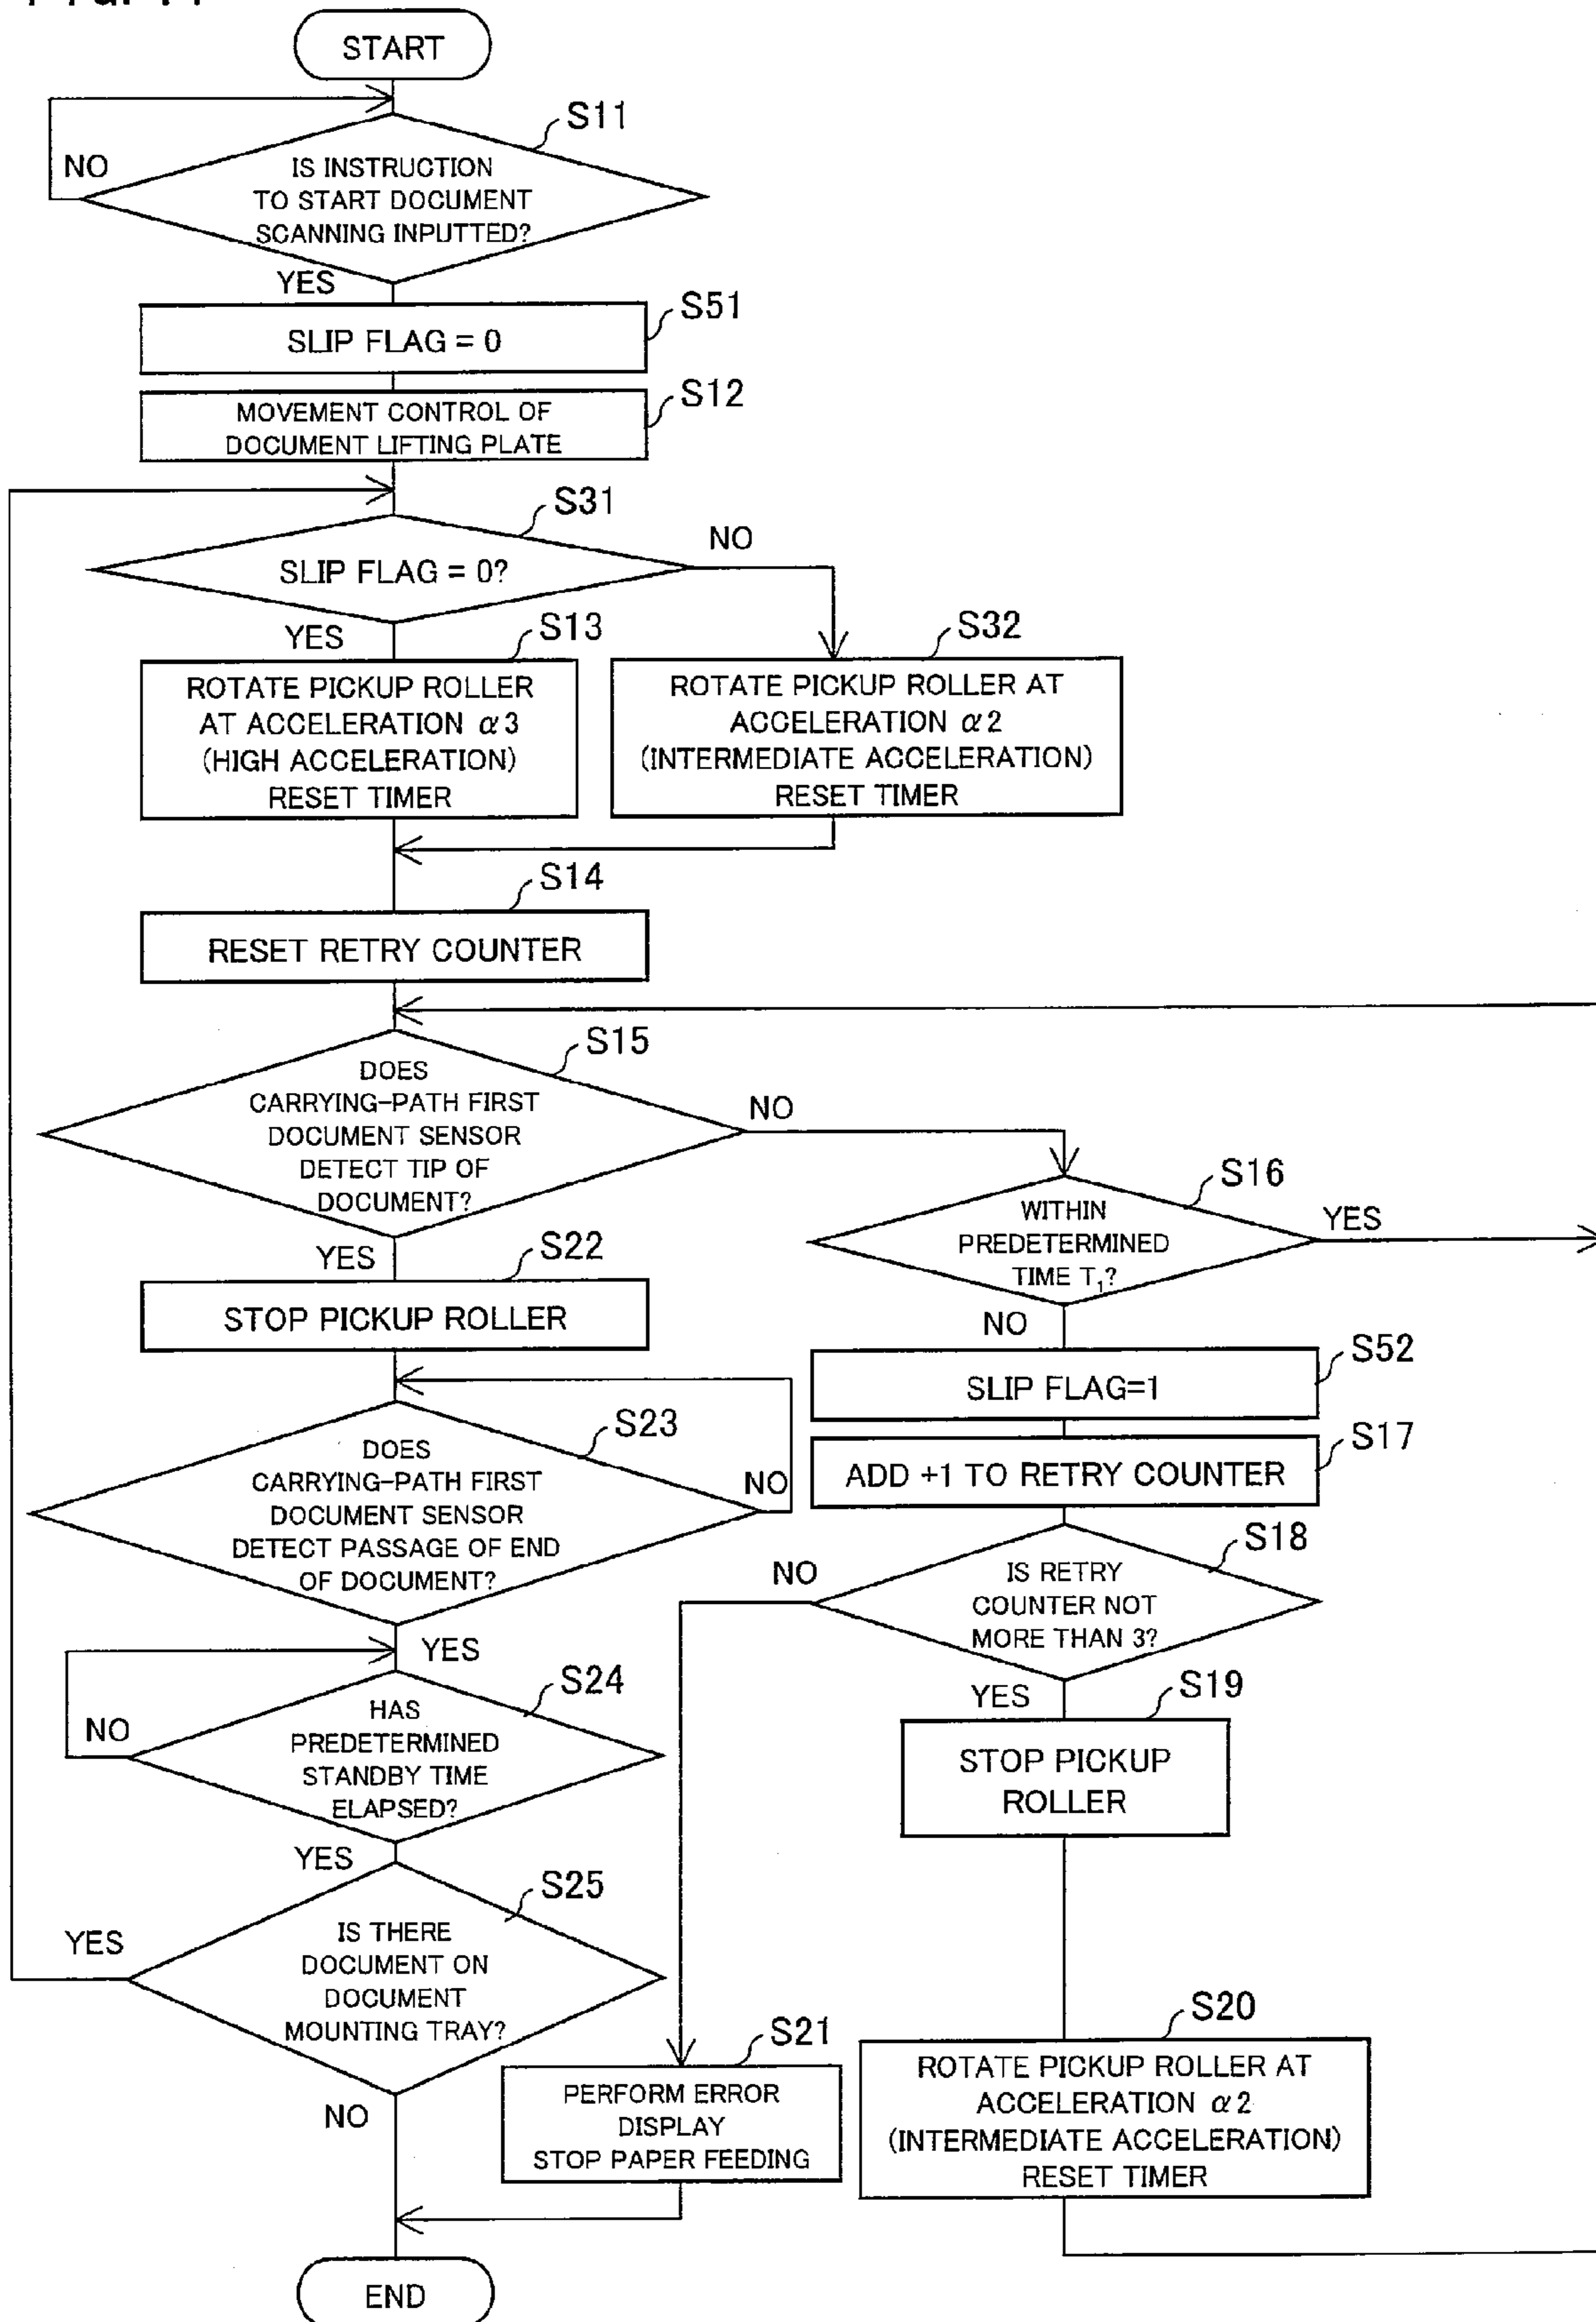 START
S11
NO
IS INSTRUCTION
TO START DOCUMENT
SCANNING INPUTTED?
YES
S51
SLIP FLAG = 0
S12
MOVEMENT CONTROL OF
DOCUMENT LIFTING PLATE
S31
NO
SLIP FLAG = 0?
YES
S13
ROTATE PICKUP ROLLER
AT ACCELERATION α3
(HIGH ACCELERATION)
RESET TIMER
S32
ROTATE PICKUP ROLLER AT
ACCELERATION α2
(INTERMEDIATE ACCELERATION)
RESET TIMER
S14
RESET RETRY COUNTER
S15
DOES
CARRYING-PATH FIRST
DOCUMENT SENSOR
DETECT TIP OF
DOCUMENT?
NO
YES
S16
WITHIN
PREDETERMINED
TIME T₁?
YES
NO
S22
STOP PICKUP ROLLER
S52
SLIP FLAG=1
S23
DOES
CARRYING-PATH FIRST
DOCUMENT SENSOR
DETECT PASSAGE OF END
OF DOCUMENT?
NO
YES
S17
ADD +1 TO RETRY COUNTER
S18
NO
IS RETRY
COUNTER NOT
MORE THAN 3?
YES
S24
NO
HAS
PREDETERMINED
STANDBY TIME
ELAPSED?
YES
S19
STOP PICKUP
ROLLER
S25
YES
IS THERE
DOCUMENT ON
DOCUMENT
MOUNTING TRAY?
NO
S21
PERFORM ERROR
DISPLAY
STOP PAPER FEEDING
S20
ROTATE PICKUP ROLLER AT
ACCELERATION α2
(INTERMEDIATE ACCELERATION)
RESET TIMER
END